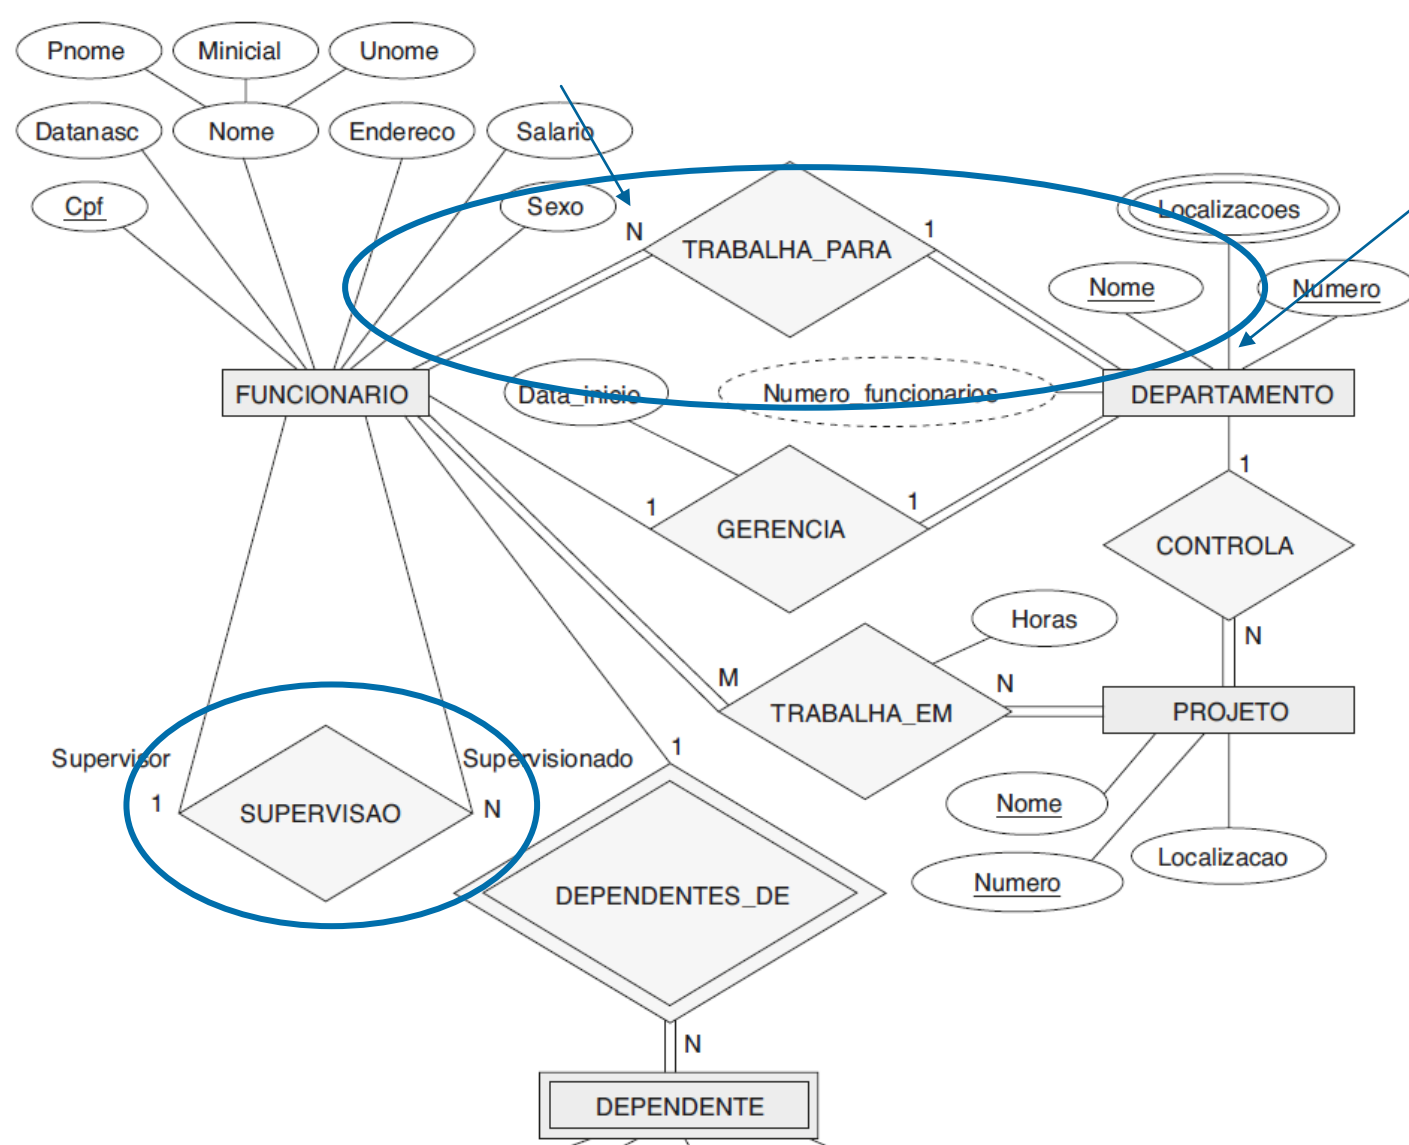 Pnome
Minicial
Unome
Datanasc
Nome
Endereco
Salario
Cpf
Sexo
Localizacoes
N
TRABALHA_PARA
1
Nome
Numero
FUNCIONARIO
Data_inicio
Numero_funcionarios
DEPARTAMENTO
1
1
1
GERENCIA
CONTROLA
Horas
N
M
N
TRABALHA_EM
PROJETO
Supervisor
Supervisionado
1
1
SUPERVISAO
N
Nome
Localizacao
Numero
DEPENDENTES_DE
N
DEPENDENTE